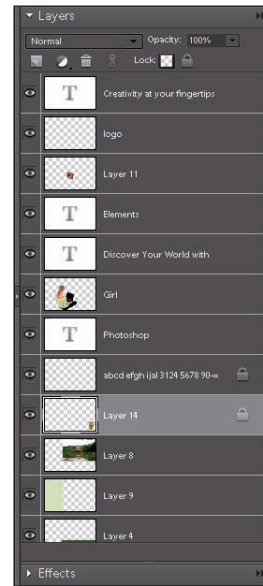 Layers
Normal Opacity: 100%
Lock:
T Creativity at your fingertips
logo
Layer 11
T Elements
T Discover Your World with
Girl
T Photoshop
abcd efgh ijal 3124 5678 90-=
Layer 14
Layer 8
Layer 9
Layer 4
Effects